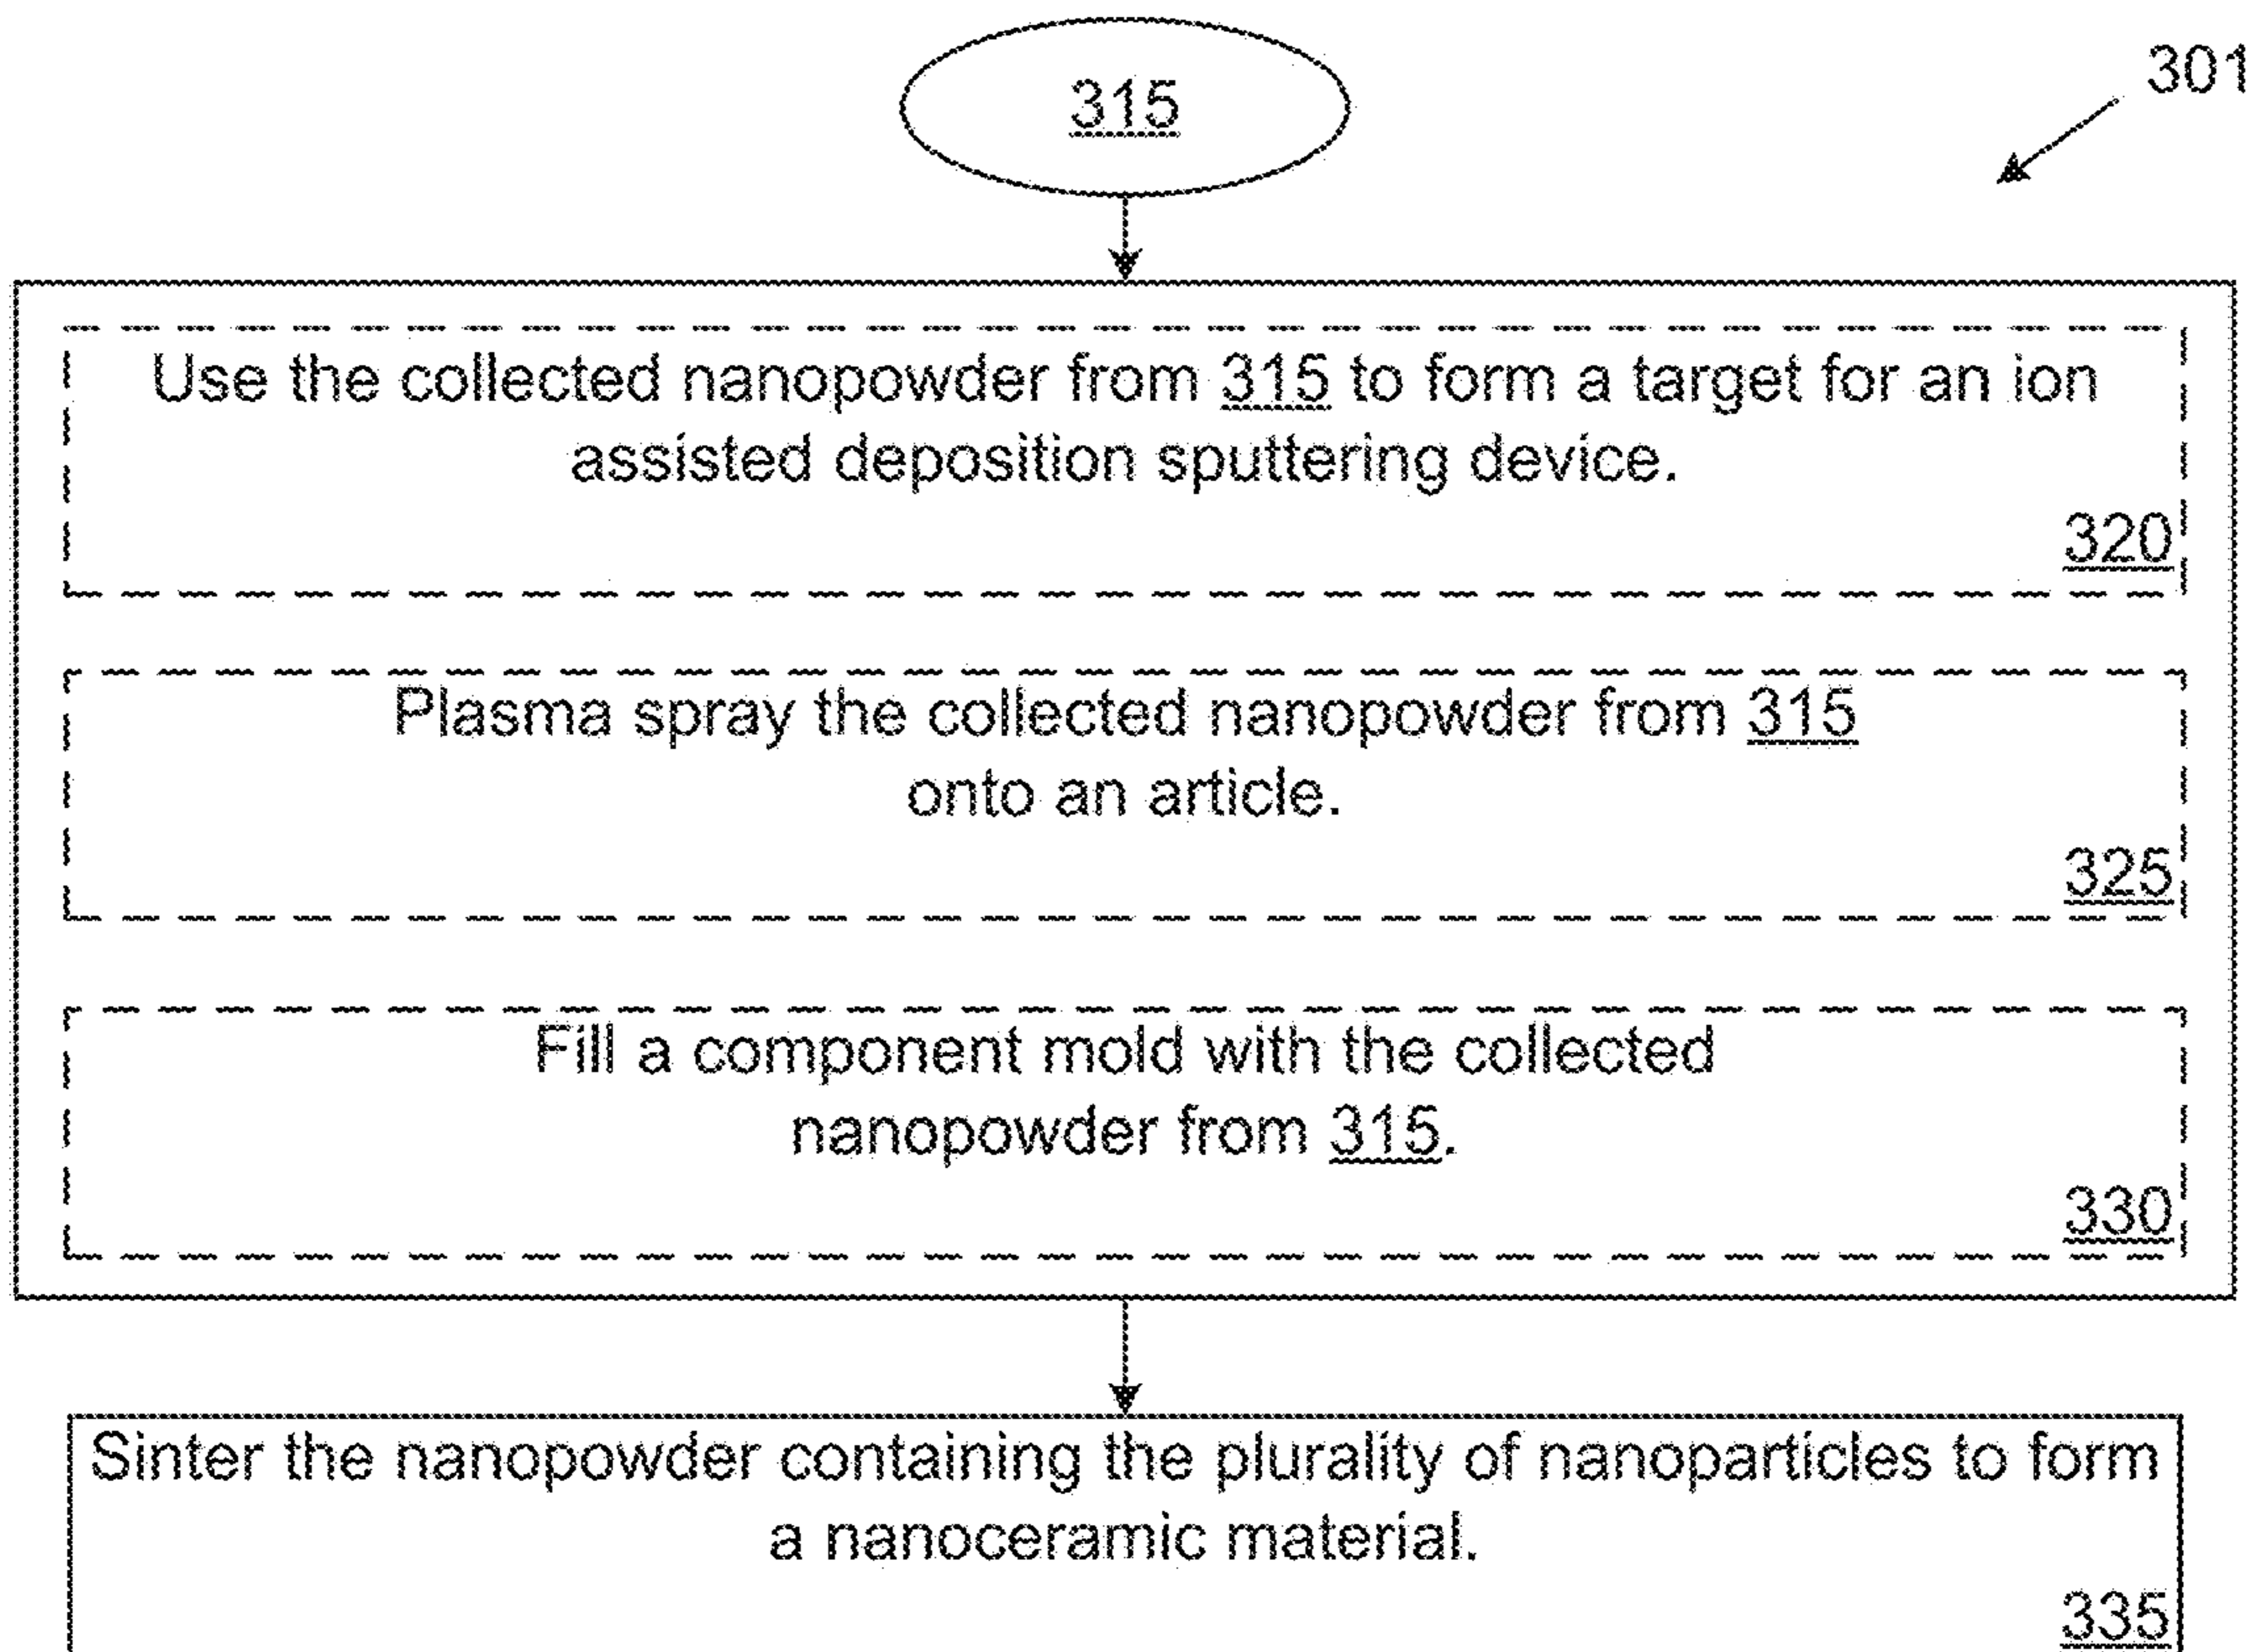 315
301
Use the collected nanopowder from 315 to form a target for an ion
assisted deposition sputtering device.
320
Plasma spray the collected nanopowder from 315
onto an article.
325
Fill a component mold with the collected
nanopowder from 315.
330
Sinter the nanopowder containing the plurality of nanoparticles to form
a nanoceramic material.
335